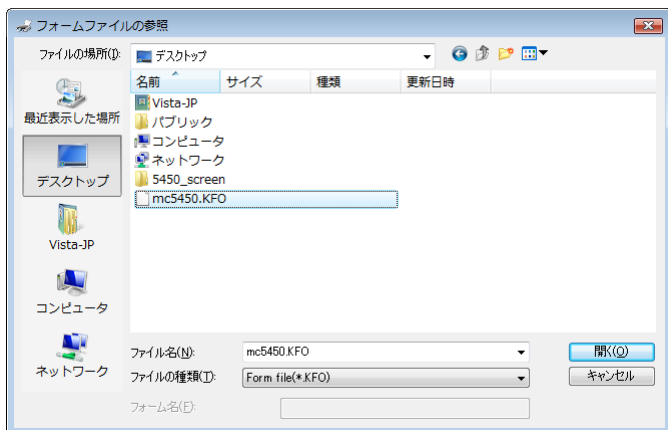 フォームファイルの参照
ファイルの場所(I):
デスクトップ
名前 サイズ 種類 更新日時
Vista-JP
パブリック
コンピュータ
ネットワーク
5450_screen
mc5450.KFO
最近表示した場所
デスクトップ
Vista-JP
コンピュータ
ネットワーク
ファイル名(N): mc5450.KFO 開く(O)
ファイルの種類(T): Form file(*.KFO) キャンセル
フォーム名(F):